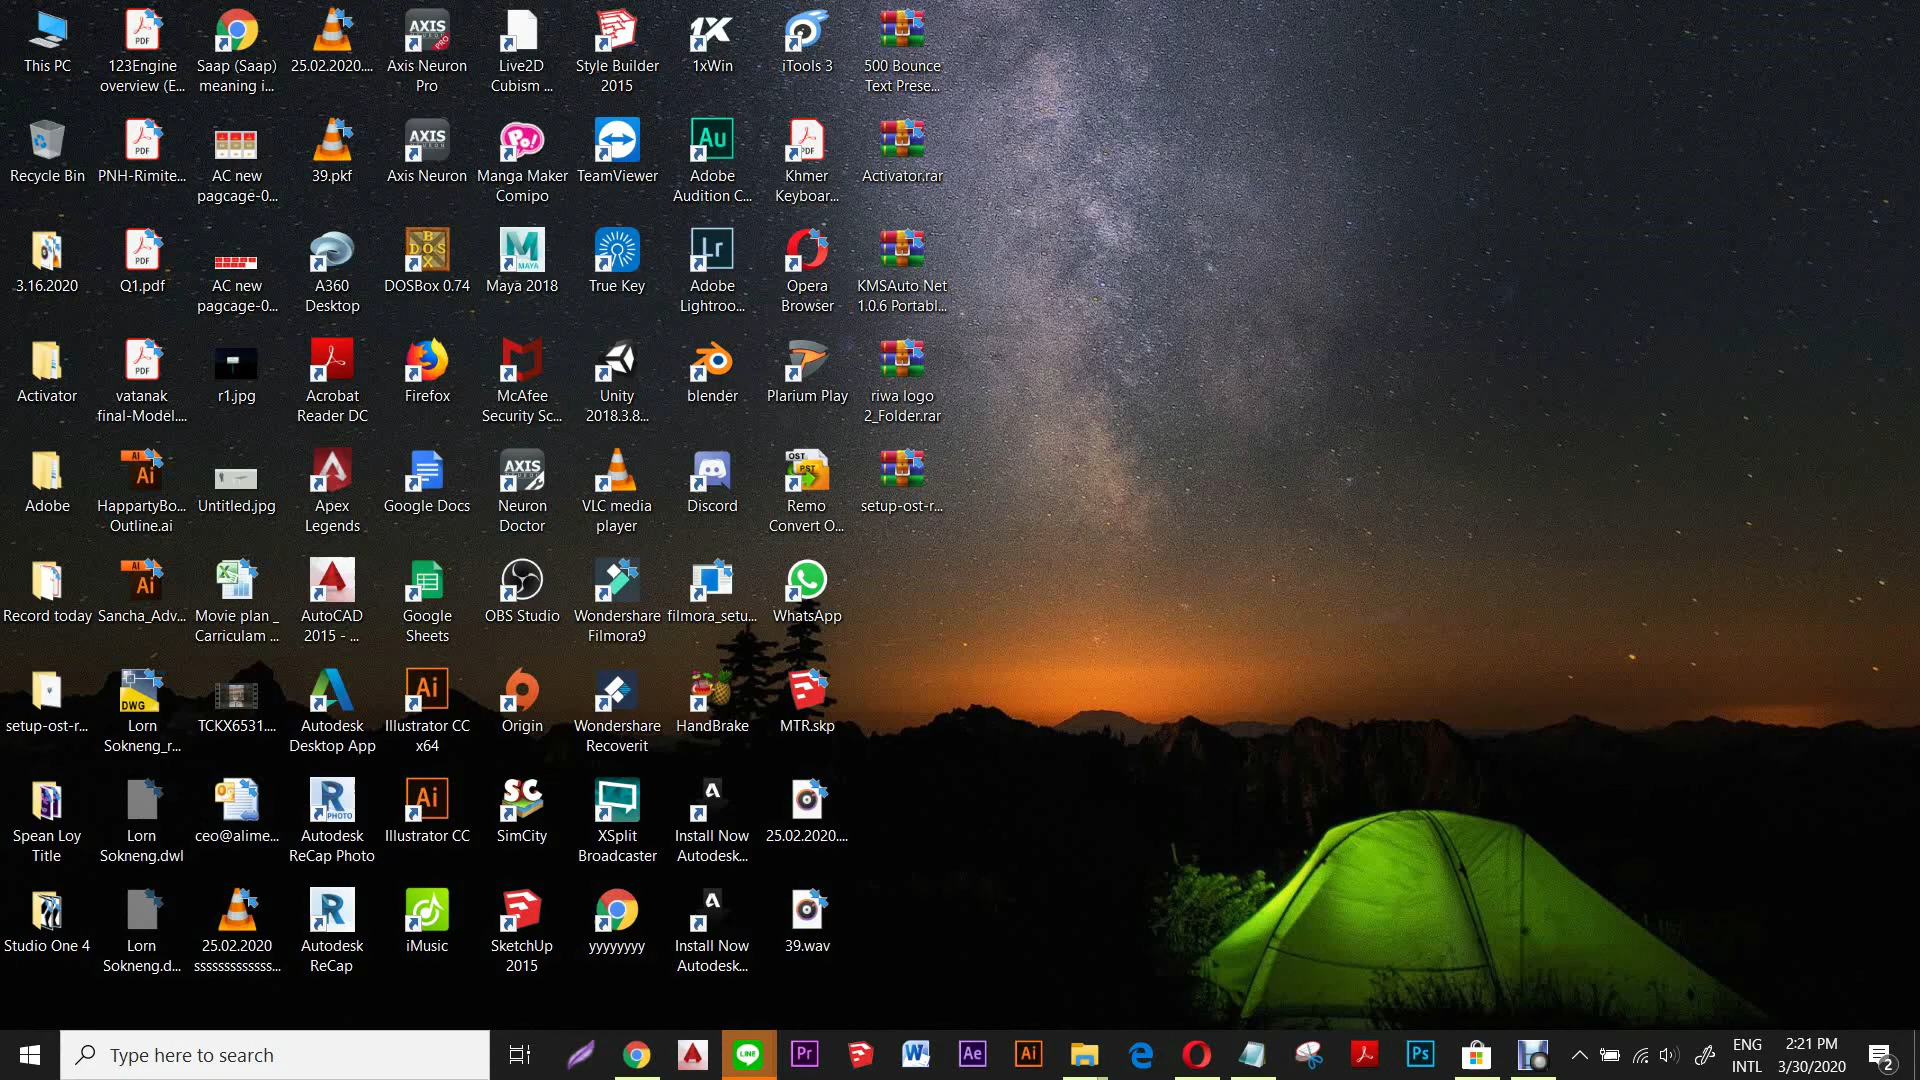 This PC
123Engine
overview (E...
Saap (Saap)
meaning i...
25.02.2020....
Axis Neuron
Pro
Live2D
Cubism ...
Style Builder
2015
1xWin
iTools 3
500 Bounce
Text Prese...
Recycle Bin
PNH-Rimite...
AC new
pagcage-0...
39.pkf
Axis Neuron
Manga Maker
Comipo
TeamViewer
Adobe
Audition C...
Khmer
Keyboar...
Activator.rar
3.16.2020
Q1.pdf
AC new
pagcage-0...
A360
Desktop
DOSBox 0.74
Maya 2018
True Key
Adobe
Lightroo...
Opera
Browser
KMSAuto Net
1.0.6 Portabl...
Activator
vatanak
final-Model....
r1.jpg
Acrobat
Reader DC
Firefox
McAfee
Security Sc...
Unity
2018.3.8...
blender
Plarium Play
riwa logo
2_Folder.rar
Adobe
HappartyBo...
Outline.ai
Untitled.jpg
Apex
Legends
Google Docs
Neuron
Doctor
VLC media
player
Discord
Remo
Convert O...
setup-ost-r...
Record today
Sancha_Adv...
Movie plan _
Carriculam ...
AutoCAD
2015 - ...
Google
Sheets
OBS Studio
Wondershare
Filmora9
filmora_setu...
WhatsApp
setup-ost-r...
Lorn
Sokneng_r...
TCKX6531....
Autodesk
Desktop App
Illustrator CC
x64
Origin
Wondershare
Recoverit
HandBrake
MTR.skp
Spean Loy
Title
Lorn
Sokneng.dwl
ceo@alime...
Autodesk
ReCap Photo
Illustrator CC
SimCity
XSplit
Broadcaster
Install Now
Autodesk...
25.02.2020....
Studio One 4
Lorn
Sokneng.d...
25.02.2020
sssssssssssss...
Autodesk
ReCap
iMusic
SketchUp
2015
yyyyyyyy
Install Now
Autodesk...
39.wav
Type here to search
ENG
INTL
2:21 PM
3/30/2020
2